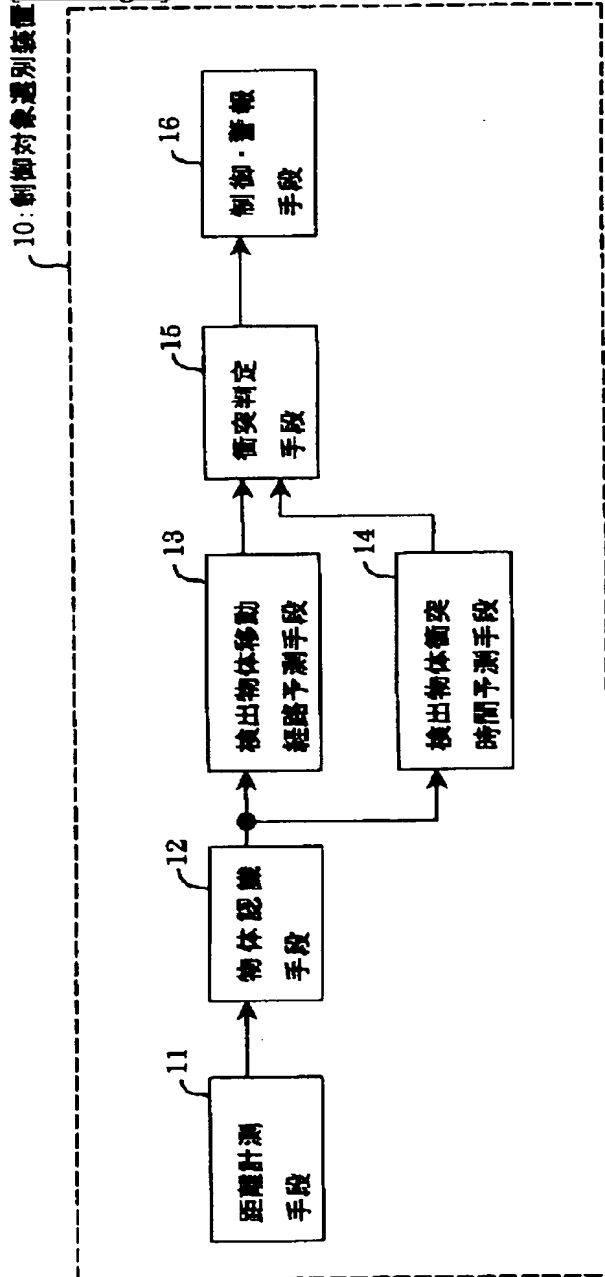 10:制御対象選別装置
11
距離計測
手段
12
物体認識
手段
13
検出物体移動
経路予測手段
14
検出物体衝突
時間予測手段
15
衝突判定
手段
16
制御・警報
手段